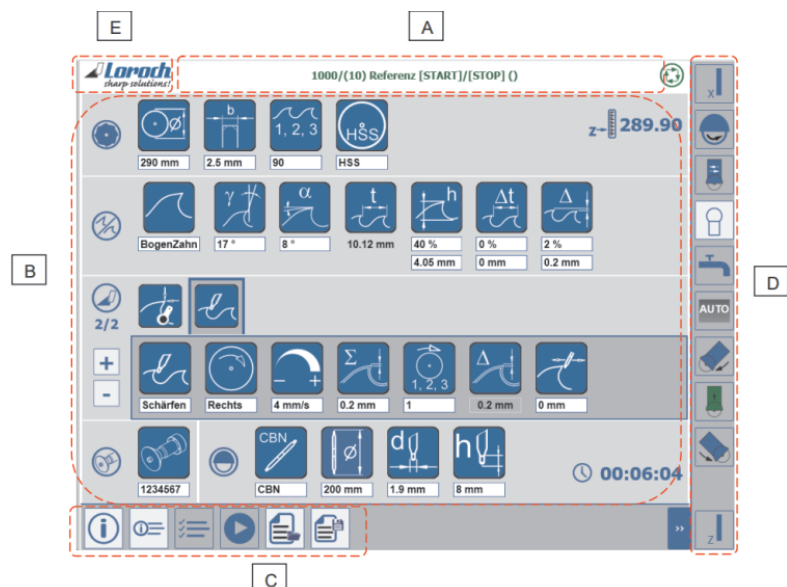 E
A
Loroch
sharp solutions!
1000/(10) Referenz [START]/[STOP] ()
X
Ø
b
1, 2, 3
HSS
z→ 289.90
290 mm
2.5 mm
90
HSS
γ
α
t
h
Δt
Δ
BogenZahn
17 °
8 °
10.12 mm
40 %
0 %
2 %
4.05 mm
0 mm
0.2 mm
B
D
2/2
AUTO
+
-
- +
Σ
1, 2, 3
Δ
Schärfen
Rechts
4 mm/s
0.2 mm
1
0.2 mm
0 mm
CBN
Ø
d
h
00:06:04
1234567
CBN
200 mm
1.9 mm
8 mm
i
»
z
C